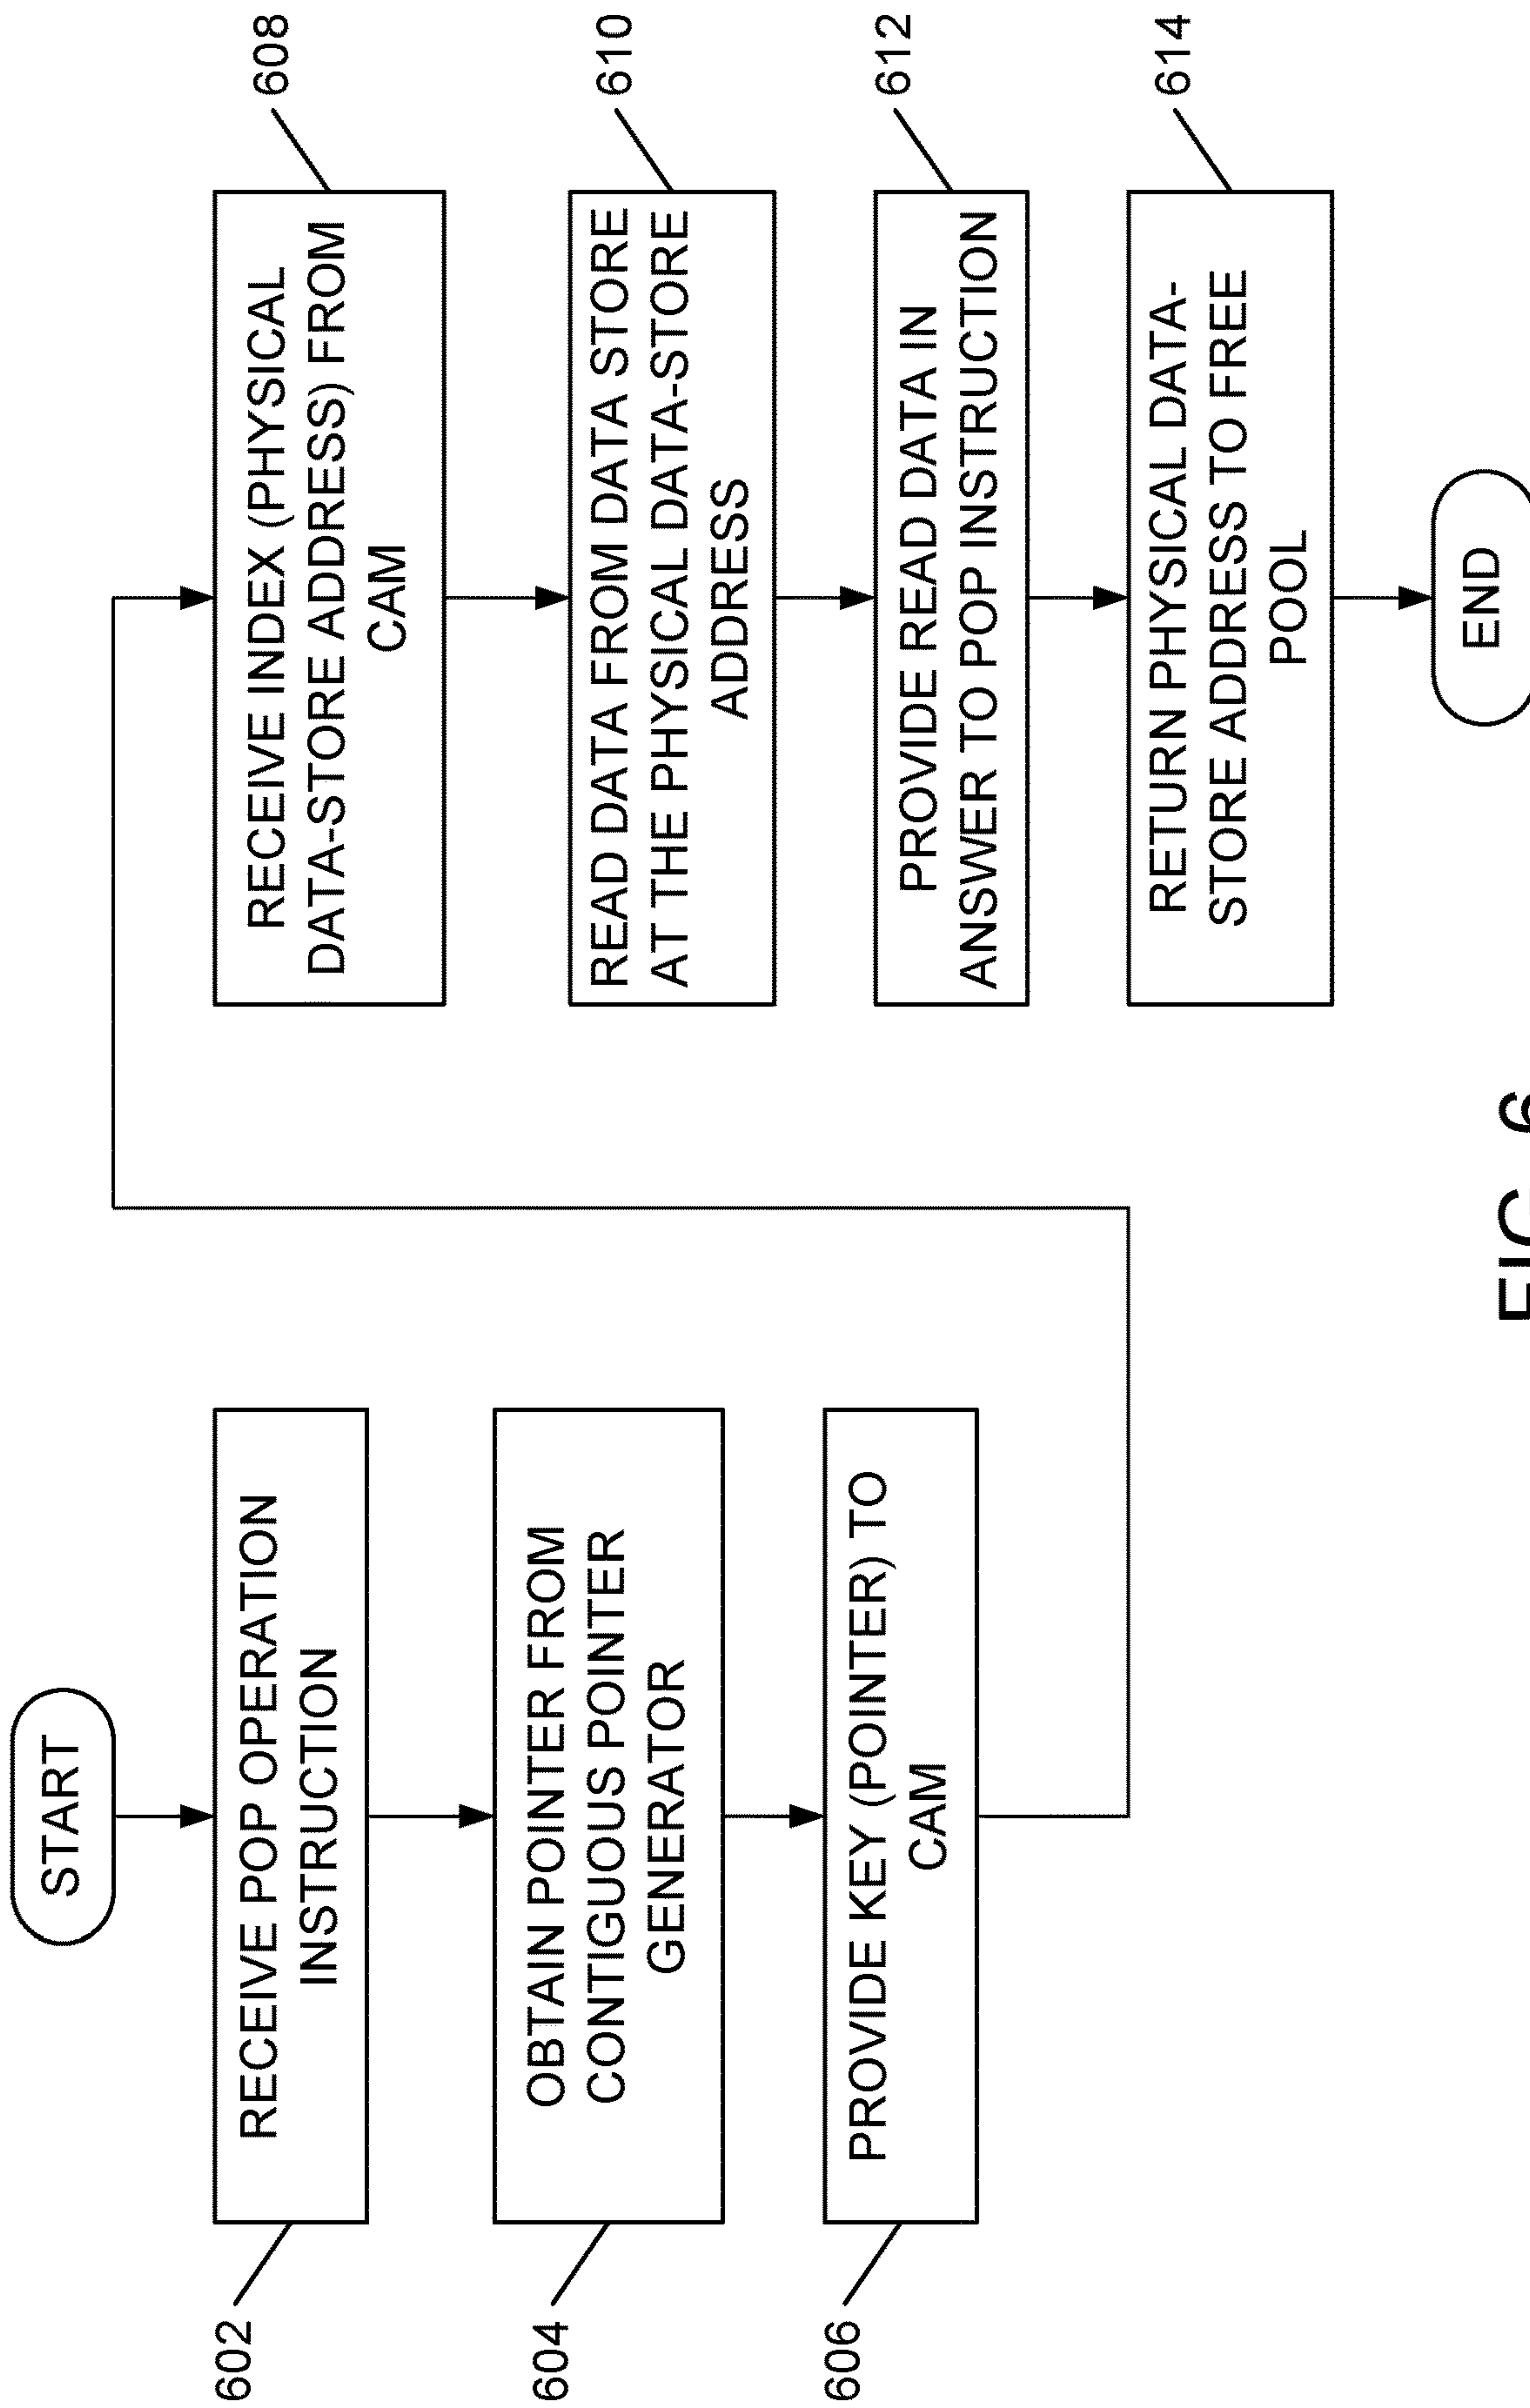 START
602
RECEIVE POP OPERATION
INSTRUCTION
604
OBTAIN POINTER FROM
CONTIGUOUS POINTER
GENERATOR
606
PROVIDE KEY (POINTER) TO
CAM
608
RECEIVE INDEX (PHYSICAL
DATA-STORE ADDRESS) FROM
CAM
610
READ DATA FROM DATA STORE
AT THE PHYSICAL DATA-STORE
ADDRESS
612
PROVIDE READ DATA IN
ANSWER TO POP INSTRUCTION
614
RETURN PHYSICAL DATA-
STORE ADDRESS TO FREE
POOL
END
FIG. 6